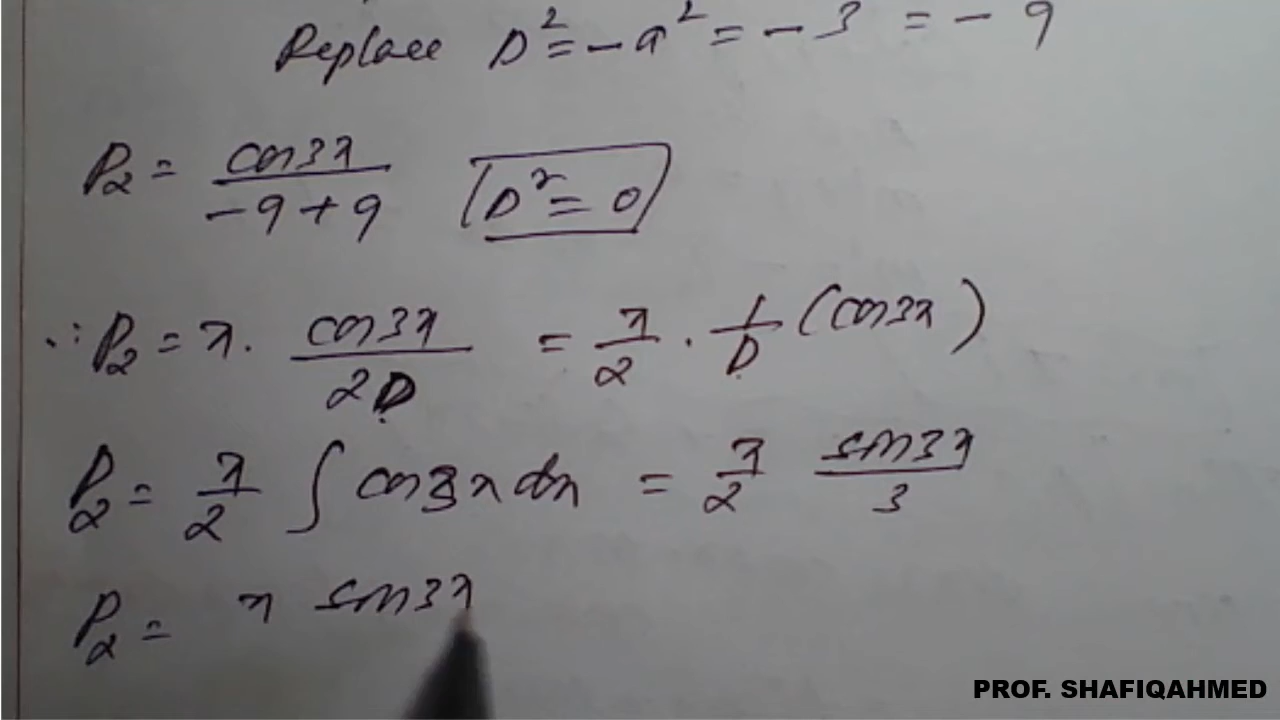 Replace D² = -a² = -3² = -9
P₂ = cos3x / -9+9 (D² = 0)
∴ P₂ = x · cos3x / 2D = x/2 · 1/D (cos3x)
P₂ = x/2 ∫ cos3x dx = x/2 sin3x/3
P₂ = x sin3x
PROF. SHAFIQAHMED